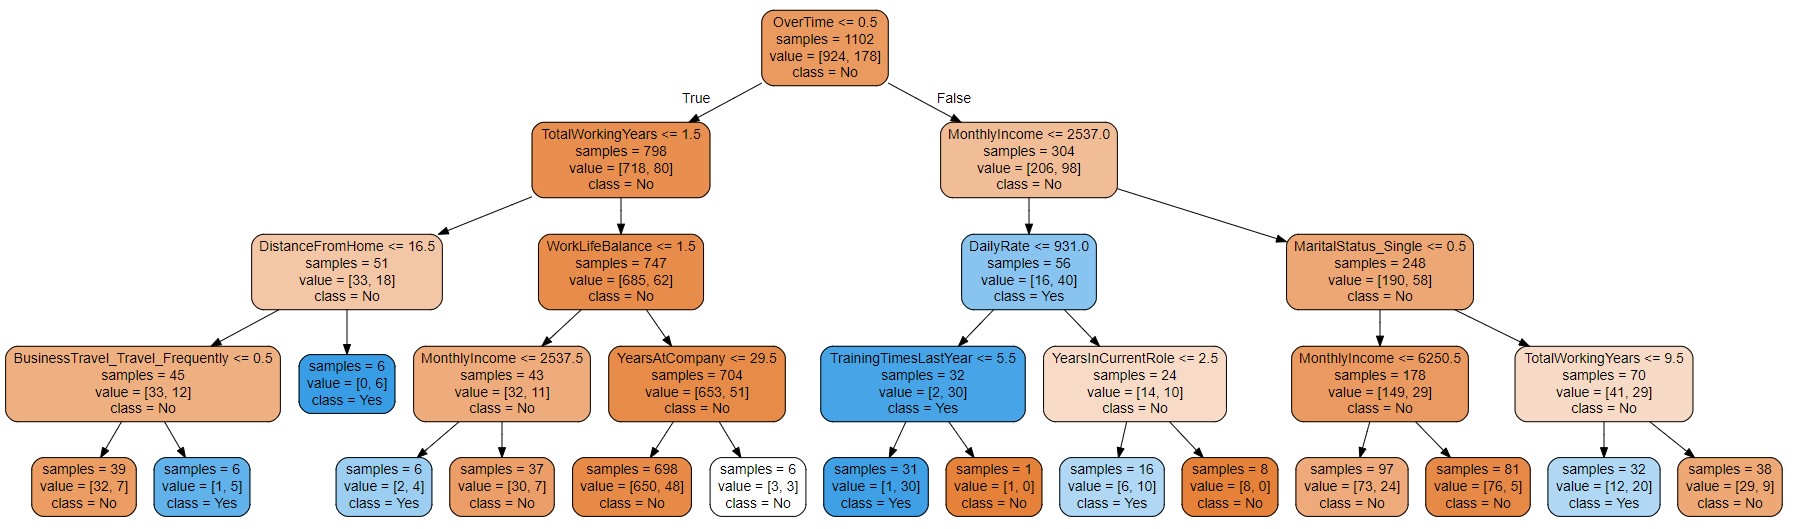 OverTime <= 0.5
samples = 1102
value = [924, 178]
class = No
True
False
TotalWorkingYears <= 1.5
samples = 798
value = [718, 80]
class = No
MonthlyIncome <= 2537.0
samples = 304
value = [206, 98]
class = No
DistanceFromHome <= 16.5
samples = 51
value = [33, 18]
class = No
WorkLifeBalance <= 1.5
samples = 747
value = [685, 62]
class = No
DailyRate <= 931.0
samples = 56
value = [16, 40]
class = Yes
MaritalStatus_Single <= 0.5
samples = 248
value = [190, 58]
class = No
BusinessTravel_Travel_Frequently <= 0.5
samples = 45
value = [33, 12]
class = No
samples = 6
value = [0, 6]
class = Yes
MonthlyIncome <= 2537.5
samples = 43
value = [32, 11]
class = No
YearsAtCompany <= 29.5
samples = 704
value = [653, 51]
class = No
TrainingTimesLastYear <= 5.5
samples = 32
value = [2, 30]
class = Yes
YearsInCurrentRole <= 2.5
samples = 24
value = [14, 10]
class = No
MonthlyIncome <= 6250.5
samples = 178
value = [149, 29]
class = No
TotalWorkingYears <= 9.5
samples = 70
value = [41, 29]
class = No
samples = 39
value = [32, 7]
class = No
samples = 6
value = [1, 5]
class = Yes
samples = 6
value = [2, 4]
class = Yes
samples = 37
value = [30, 7]
class = No
samples = 698
value = [650, 48]
class = No
samples = 6
value = [3, 3]
class = No
samples = 31
value = [1, 30]
class = Yes
samples = 1
value = [1, 0]
class = No
samples = 16
value = [6, 10]
class = Yes
samples = 8
value = [8, 0]
class = No
samples = 97
value = [73, 24]
class = No
samples = 81
value = [76, 5]
class = No
samples = 32
value = [12, 20]
class = Yes
samples = 38
value = [29, 9]
class = No